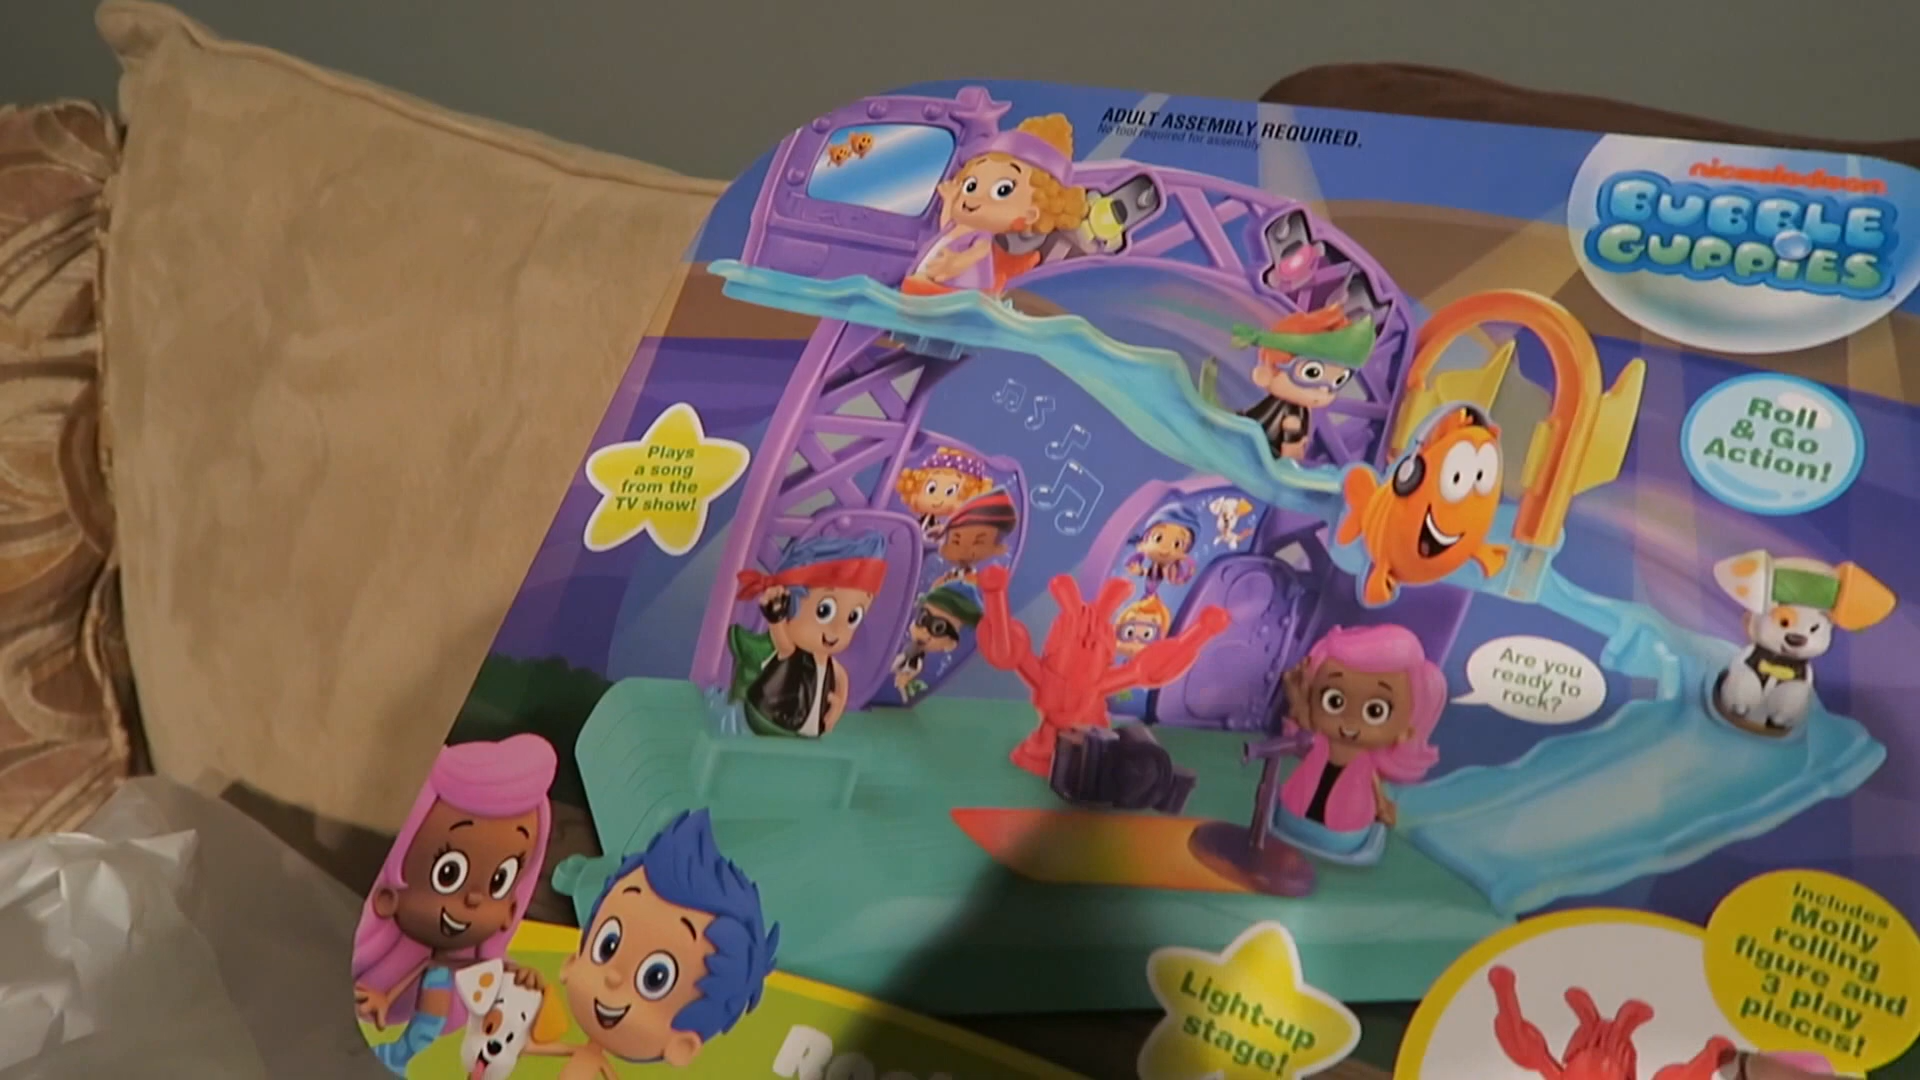 ADULT ASSEMBLY REQUIRED.
No tool required for assembly.
nickelodeon
BUBBLE
GUPPIES
Roll
& Go
Action!
Plays
a song
from the
TV show!
Are you
ready to
rock?
Includes
Molly
rolling
figure and
3 play
pieces!
Light-up
stage!